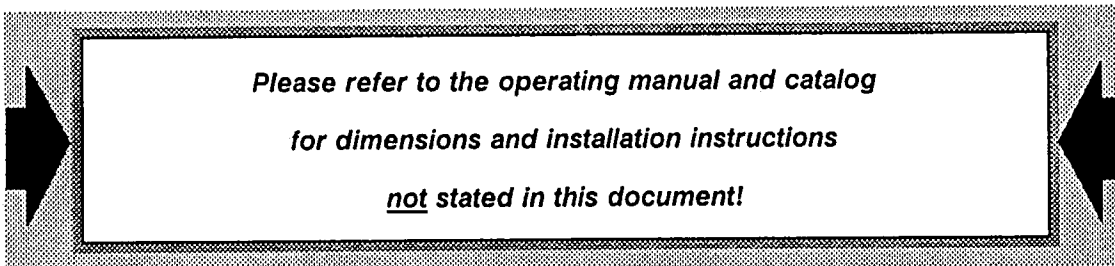 Please refer to the operating manual and catalog
for dimensions and installation instructions
not stated in this document!